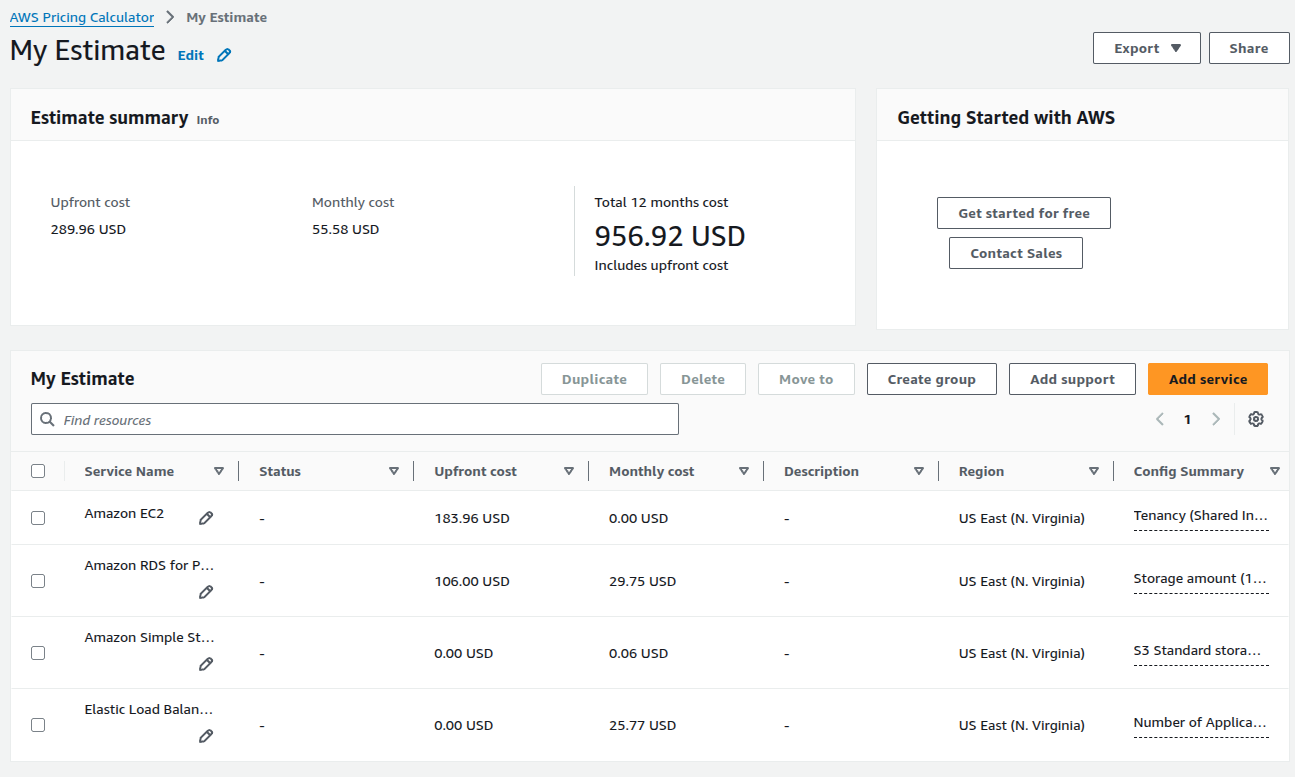 AWS Pricing Calculator > My Estimate
My Estimate Edit
Export Share
Estimate summary Info
Getting Started with AWS
Upfront cost Monthly cost Total 12 months cost
289.96 USD 55.58 USD 956.92 USD
Includes upfront cost
Get started for free
Contact Sales
My Estimate Duplicate Delete Move to Create group Add support Add service
Find resources 1
Service Name Status Upfront cost Monthly cost Description Region Config Summary
Amazon EC2 - 183.96 USD 0.00 USD - US East (N. Virginia) Tenancy (Shared In...
Amazon RDS for P... - 106.00 USD 29.75 USD - US East (N. Virginia) Storage amount (1...
Amazon Simple St... - 0.00 USD 0.06 USD - US East (N. Virginia) S3 Standard stora...
Elastic Load Balan... - 0.00 USD 25.77 USD - US East (N. Virginia) Number of Applica...